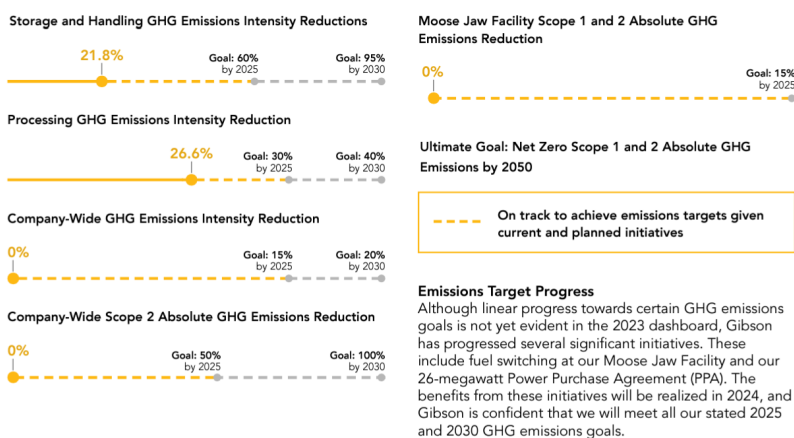 Storage and Handling GHG Emissions Intensity Reductions
21.8%
Goal: 60%
by 2025
Goal: 95%
by 2030
Processing GHG Emissions Intensity Reduction
26.6%
Goal: 30%
by 2025
Goal: 40%
by 2030
Company-Wide GHG Emissions Intensity Reduction
0%
Goal: 15%
by 2025
Goal: 20%
by 2030
Company-Wide Scope 2 Absolute GHG Emissions Reduction
0%
Goal: 50%
by 2025
Goal: 100%
by 2030
Moose Jaw Facility Scope 1 and 2 Absolute GHG
Emissions Reduction
0%
Goal: 15%
by 2025
Ultimate Goal: Net Zero Scope 1 and 2 Absolute GHG
Emissions by 2050
On track to achieve emissions targets given
current and planned initiatives
Emissions Target Progress
Although linear progress towards certain GHG emissions
goals is not yet evident in the 2023 dashboard, Gibson
has progressed several significant initiatives. These
include fuel switching at our Moose Jaw Facility and our
26-megawatt Power Purchase Agreement (PPA). The
benefits from these initiatives will be realized in 2024, and
Gibson is confident that we will meet all our stated 2025
and 2030 GHG emissions goals.